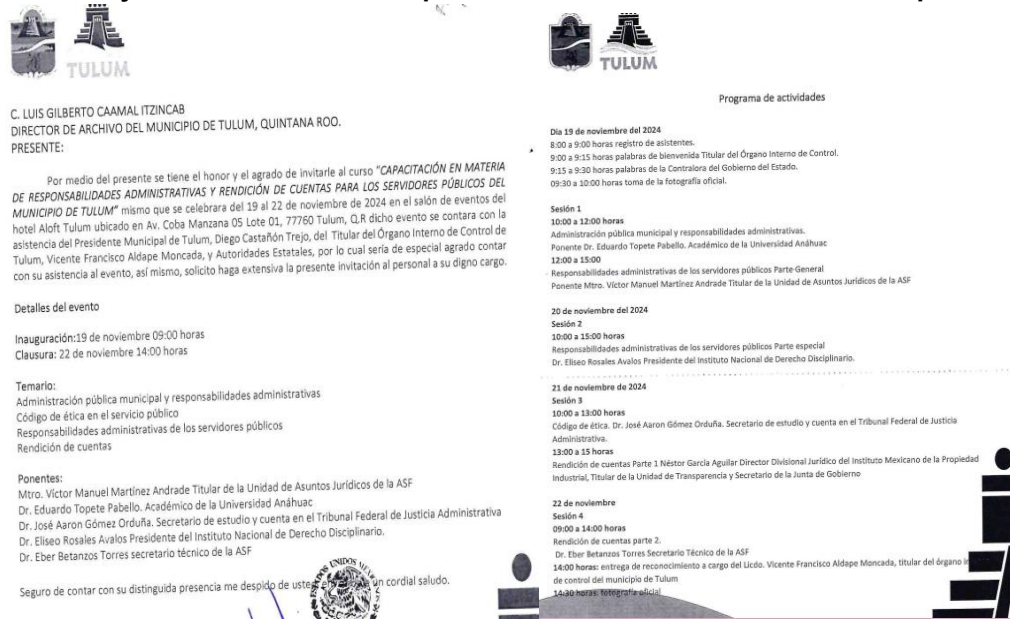 TULUM
C. LUIS GILBERTO CAAMAL ITZINCAB
DIRECTOR DE ARCHIVO DEL MUNICIPIO DE TULUM, QUINTANA ROO.
PRESENTE:
Por medio del presente se tiene el honor y el agrado de invitarle al curso "CAPACITACIÓN EN MATERIA
DE RESPONSABILIDADES ADMINISTRATIVAS Y RENDICIÓN DE CUENTAS PARA LOS SERVIDORES PÚBLICOS DEL
MUNICIPIO DE TULUM" mismo que se celebrara del 19 al 22 de noviembre de 2024 en el salón de eventos del
hotel Aloft Tulum ubicado en Av. Coba Manzana 05 Lote 01, 77760 Tulum, Q.R dicho evento se contara con la
asistencia del Presidente Municipal de Tulum, Diego Castañón Trejo, del Titular del Órgano Interno de Control de
Tulum, Vicente Francisco Aldape Moncada, y Autoridades Estatales, por lo cual sería de especial agrado contar
con su asistencia al evento, así mismo, solicito haga extensiva la presente invitación al personal a su digno cargo.
Detalles del evento
Inauguración:19 de noviembre 09:00 horas
Clausura: 22 de noviembre 14:00 horas
Temario:
Administración pública municipal y responsabilidades administrativas
Código de ética en el servicio público
Responsabilidades administrativas de los servidores públicos
Rendición de cuentas
Ponentes:
Mtro. Víctor Manuel Martínez Andrade Titular de la Unidad de Asuntos Jurídicos de la ASF
Dr. Eduardo Topete Pabello. Académico de la Universidad Anáhuac
Dr. José Aaron Gómez Orduña. Secretario de estudio y cuenta en el Tribunal Federal de Justicia Administrativa
Dr. Eliseo Rosales Avalos Presidente del Instituto Nacional de Derecho Disciplinario.
Dr. Eber Betanzos Torres secretario técnico de la ASF
Seguro de contar con su distinguida presencia me despido de usted un cordial saludo.
TULUM
Programa de actividades
Dia 19 de noviembre del 2024
8:00 a 9:00 horas registro de asistentes.
9:00 a 9:15 horas palabras de bienvenida Titular del Órgano Interno de Control.
9:15 a 9:30 horas palabras de la Contralora del Gobierno del Estado.
09:30 a 10:00 horas toma de la fotografía oficial.
Sesión 1
10:00 a 12:00 horas
Administración pública municipal y responsabilidades administrativas.
Ponente Dr. Eduardo Topete Pabello. Académico de la Universidad Anáhuac
12:00 a 15:00
Responsabilidades administrativas de los servidores públicos Parte General
Ponente Mtro. Víctor Manuel Martínez Andrade Titular de la Unidad de Asuntos Jurídicos de la ASF
20 de noviembre del 2024
Sesión 2
10:00 a 15:00 horas
Responsabilidades administrativas de los servidores públicos Parte especial
Dr. Eliseo Rosales Avalos Presidente del Instituto Nacional de Derecho Disciplinario.
21 de noviembre de 2024
Sesión 3
10:00 a 13:00 horas
Código de ética. Dr. José Aaron Gómez Orduña. Secretario de estudio y cuenta en el Tribunal Federal de Justicia
Administrativa.
13:00 a 15 horas
Rendición de cuentas Parte 1 Néstor García Aguilar Director Divisional Jurídico del Instituto Mexicano de la Propiedad
Industrial, Titular de la Unidad de Transparencia y Secretario de la Junta de Gobierno
22 de noviembre
Sesión 4
09:00 a 14:00 horas
Rendición de cuentas parte 2.
Dr. Eber Betanzos Torres Secretario Técnico de la ASF
14:00 horas: entrega de reconocimiento a cargo del Licdo. Vicente Francisco Aldape Moncada, titular del órgano
de control del municipio de Tulum
14:30 horas. fotografía oficial